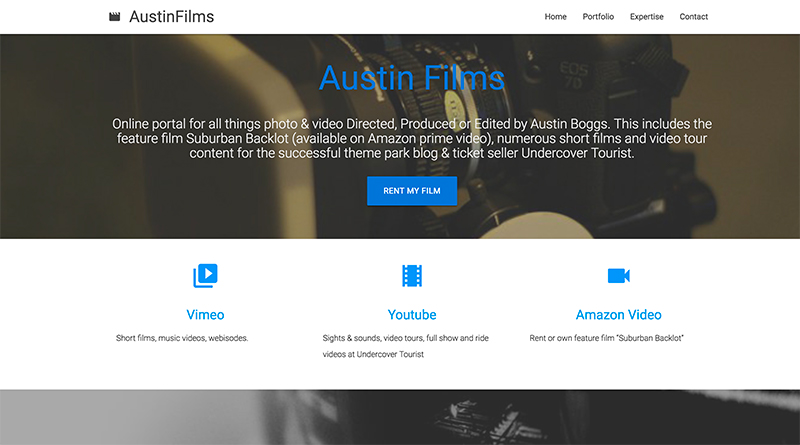 AustinFilms
Home Portfolio Expertise Contact
Austin Films
Online portal for all things photo & video Directed, Produced or Edited by Austin Boggs. This includes the
feature film Suburban Backlot (available on Amazon prime video), numerous short films and video tour
content for the successful theme park blog & ticket seller Undercover Tourist.
RENT MY FILM
EOS
7D
Vimeo
Short films, music videos, webisodes.
Youtube
Sights & sounds, video tours, full show and ride
videos at Undercover Tourist
Amazon Video
Rent or own feature film "Suburban Backlot"